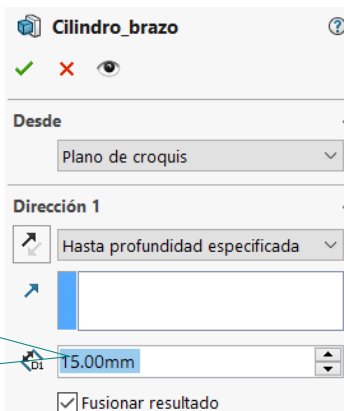 Cilindro_brazo
Desde
Plano de croquis
Dirección 1
Hasta profundidad especificada
D1
15.00mm
Fusionar resultado